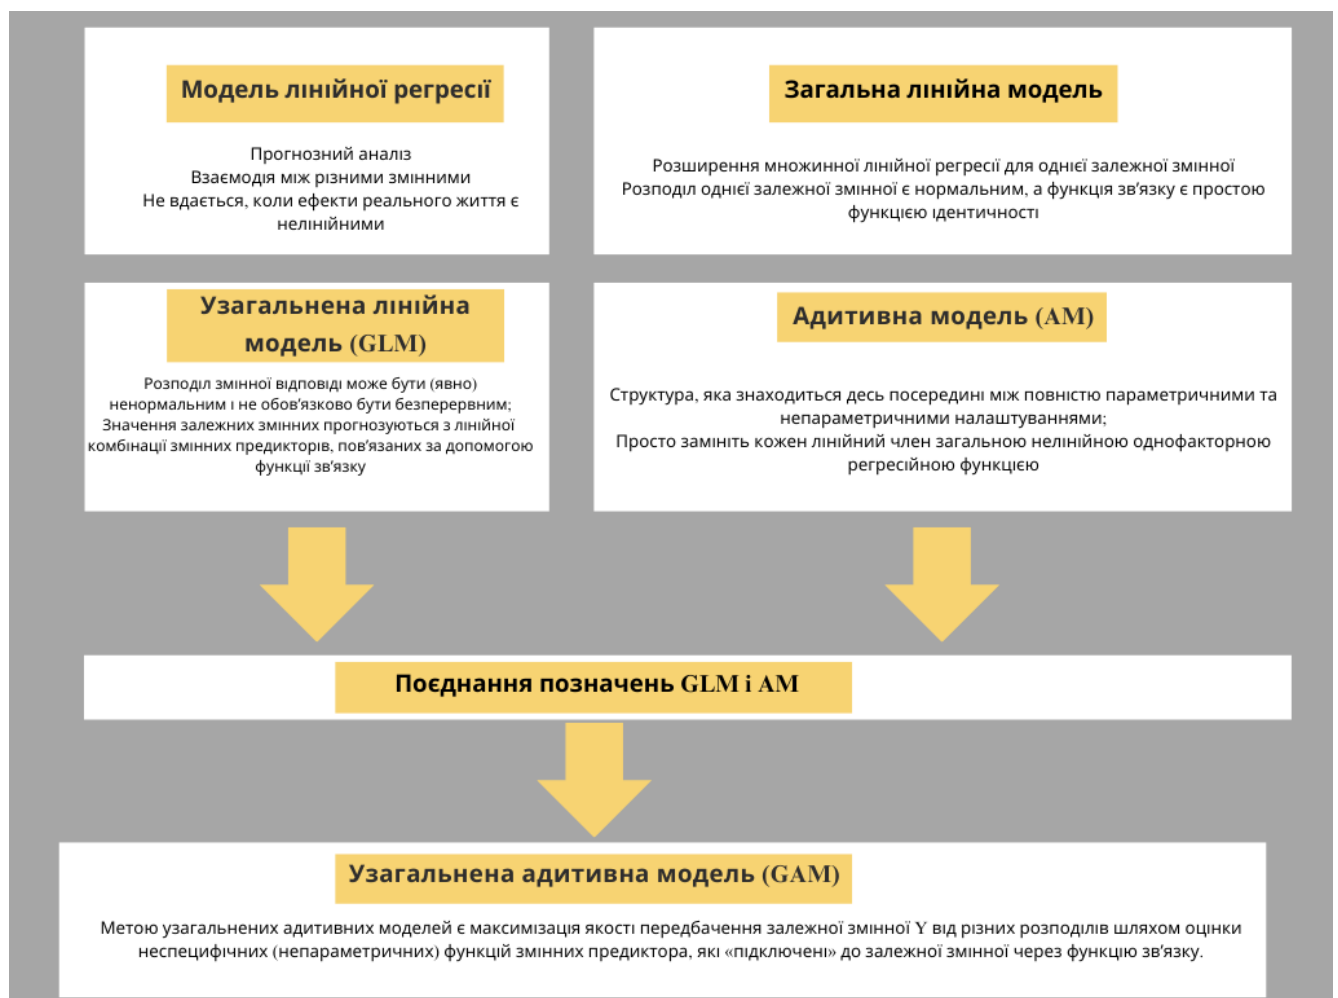 Модель лінійної регресії
Прогнозний аналіз
Взаємодія між різними змінними
Не вдається, коли ефекти реального життя є
нелінійними
Загальна лінійна модель
Розширення множинної лінійної регресії для однієї залежної змінної
Розподіл однієї залежної змінної є нормальним, а функція зв'язку є простою
функцією ідентичності
Узагальнена лінійна
модель (GLM)
Розподіл змінної відповіді може бути (явно)
ненормальним і не обов'язково бути безперервним;
Значення залежних змінних прогнозуються з лінійної
комбінації змінних предикторів, пов'язаних за допомогою
функції зв'язку
Адитивна модель (AM)
Структура, яка знаходиться десь посередині між повністю параметричними та
непараметричними налаштуваннями;
Просто замініть кожен лінійний член загальною нелінійною однофакторною
регресійною функцією
Поєднання позначень GLM і AM
Узагальнена адитивна модель (GAM)
Метою узагальнених адитивних моделей є максимізація якості передбачення залежної змінної Y від різних розподілів шляхом оцінки
неспецифічних (непараметричних) функцій змінних предиктора, які «підключені» до залежної змінної через функцію зв'язку.